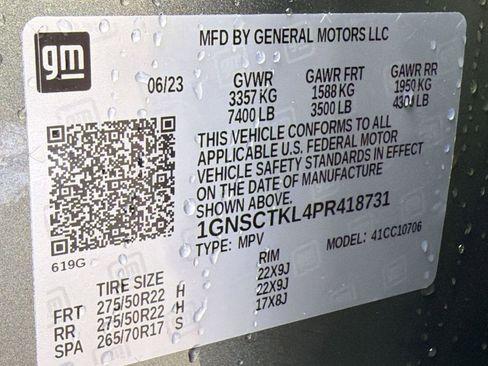 gm
MFD BY GENERAL MOTORS LLC
06/23 GVWR GAWR FRT GAWR RR
3357 KG 1588 KG 1950 KG
7400 LB 3500 LB 4300 LB
THIS VEHICLE CONFORMS TO ALL
APPLICABLE U.S. FEDERAL MOTOR
VEHICLE SAFETY STANDARDS IN EFFECT
ON THE DATE OF MANUFACTURE
SHOWN ABOVE.
1GNSCTKL4PR418731
TYPE: MPV MODEL: 41CC10706
619G
TIRE SIZE RIM
FRT 275/50R22 H 22X9J
RR 275/50R22 H 22X9J
SPA 265/70R17 S 17X8J